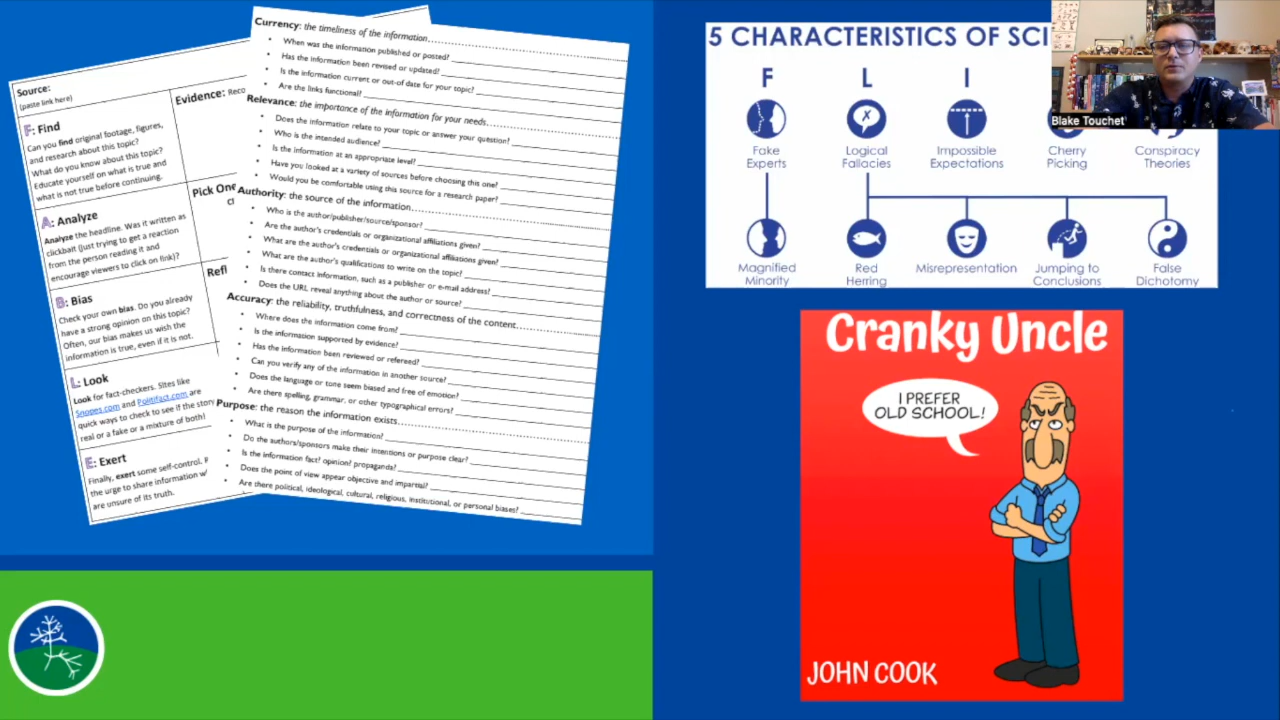 Source:
(paste link here)
F: Find
Can you find original footage, figures,
and research about this topic?
What do you know about this topic?
Educate yourself on what is true and
what is not true before continuing.
A: Analyze
Analyze the headline. Was it written as
clickbait (just trying to get a reaction
from the person reading it and
encourage viewers to click on link)?
B: Bias
Check your own bias. Do you already
have a strong opinion on this topic?
Often, our bias makes us wish the
information is true, even if it is not.
L: Look
Look for fact-checkers. Sites like
Snopes.com and Politifact.com are
quick ways to check to see if the story
real or a fake or a mixture of both!
E: Exert
Finally, exert some self-control. 
the urge to share information
are unsure of its truth.
Evidence: Reco
Pick One
Refl
Currency: the timeliness of the information
When was the information published or posted?
Has the information been revised or updated?
Is the information current or out-of date for your topic?
Are the links functional?
Relevance: the importance of the information for your needs
Does the information relate to your topic or answer your question?
Who is the intended audience?
Is the information at an appropriate level?
Have you looked at a variety of sources before choosing this one?
Would you be comfortable using this source for a research paper?
Authority: the source of the information
Who is the author/publisher/source/sponsor?
Are the author's credentials or organizational affiliations given?
What are the author's credentials or organizational affiliations given?
What are the author's qualifications to write on the topic?
Is there contact information, such as a publisher or e-mail address?
Does the URL reveal anything about the author or source?
Accuracy: the reliability, truthfulness, and correctness of the content
Where does the information come from?
Is the information supported by evidence?
Has the information been reviewed or refereed?
Can you verify any of the information in another source?
Does the language or tone seem biased and free of emotion?
Are there spelling, grammar, or other typographical errors?
Purpose: the reason the information exists
What is the purpose of the information?
Do the authors/sponsors make their intentions or purpose clear?
Is the information fact? opinion? propaganda?
Does the point of view appear objective and impartial?
Are there political, ideological, cultural, religious, institutional, or personal biases?
5 CHARACTERISTICS OF SCI
F L I
Fake Experts
Logical Fallacies
Impossible Expectations
Cherry Picking
Conspiracy Theories
Magnified Minority
Red Herring
Misrepresentation
Jumping to Conclusions
False Dichotomy
Blake Touchet
Cranky Uncle
I PREFER
OLD SCHOOL!
JOHN COOK